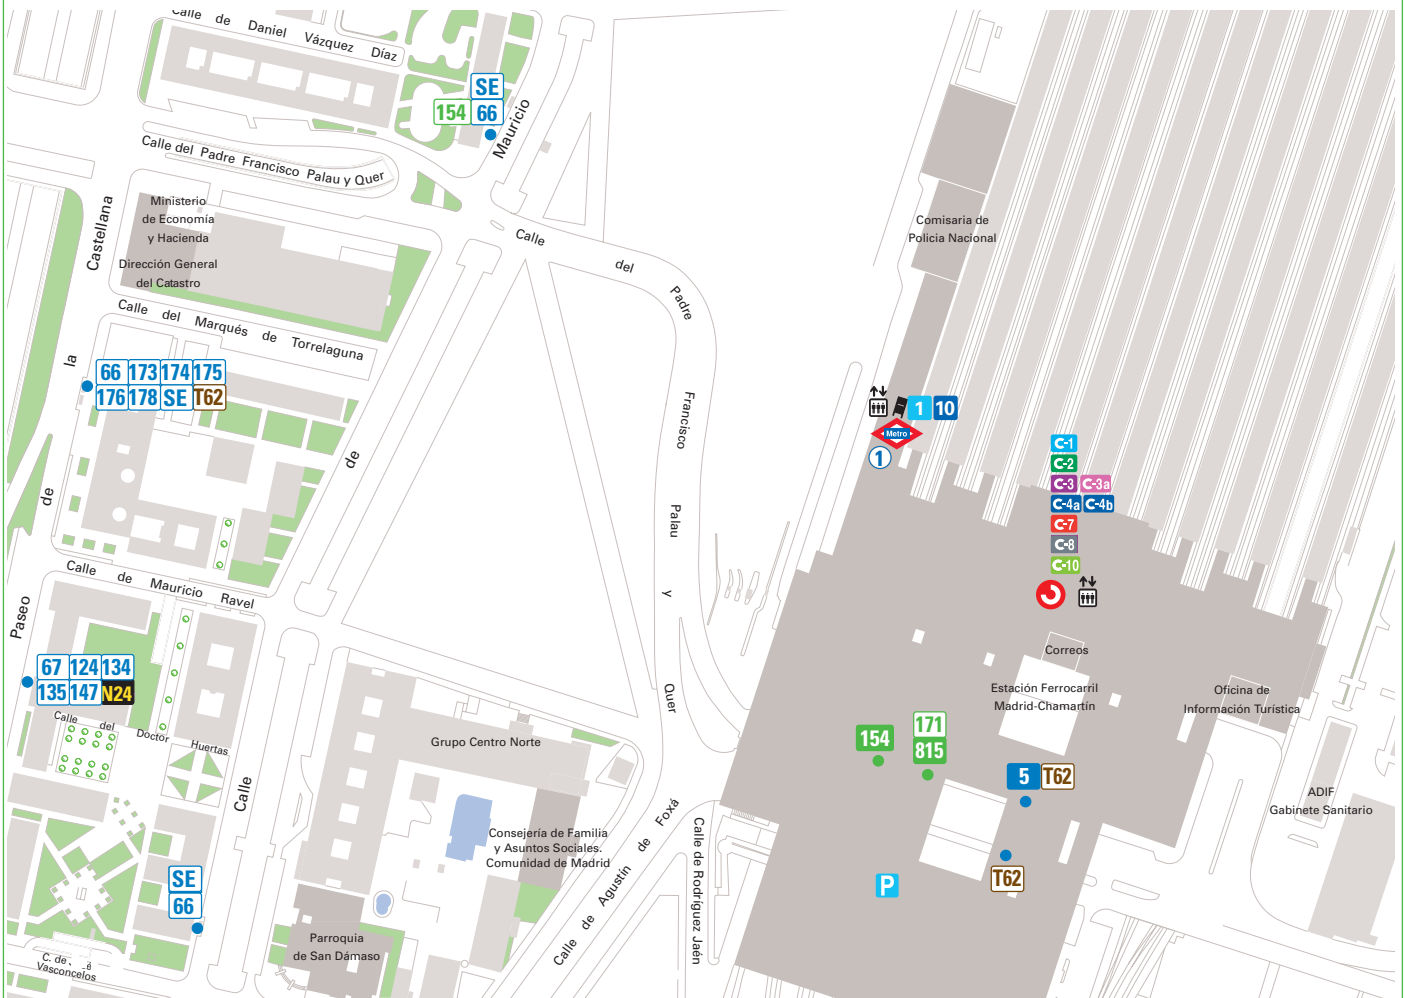 Calle de Daniel Vázquez Díaz
SE
154 66
Mauricio
Calle del Padre Francisco Palau y Quer
Ministerio
de Economía
y Hacienda
Dirección General
del Catastro
Castellana
Calle del Padre Francisco Palau y Quer
Comisaria de
Policia Nacional
Calle del Marqués de Torrelaguna
la
66 173 174 175
176 178 SE T62
de
de
1 10
Metro
1
C-1
C-2
C-3 C-3a
C-4a C-4b
C-7
C-8
C-10
Calle de Mauricio Ravel
Paseo
67 124 134
135 147 N24
Calle del Doctor Huertas
Correos
Estación Ferrocarril
Madrid-Chamartín
Oficina de
Información Turística
Grupo Centro Norte
154
171
815
5 T62
Calle
ADIF
Gabinete Sanitario
Consejería de Familia
y Asuntos Sociales.
Comunidad de Madrid
Calle de Agustín de Foxá
Calle de Rodríguez Jaén
T62
P
SE
66
Parroquia
de San Dámaso
C. de
Vasconcelos